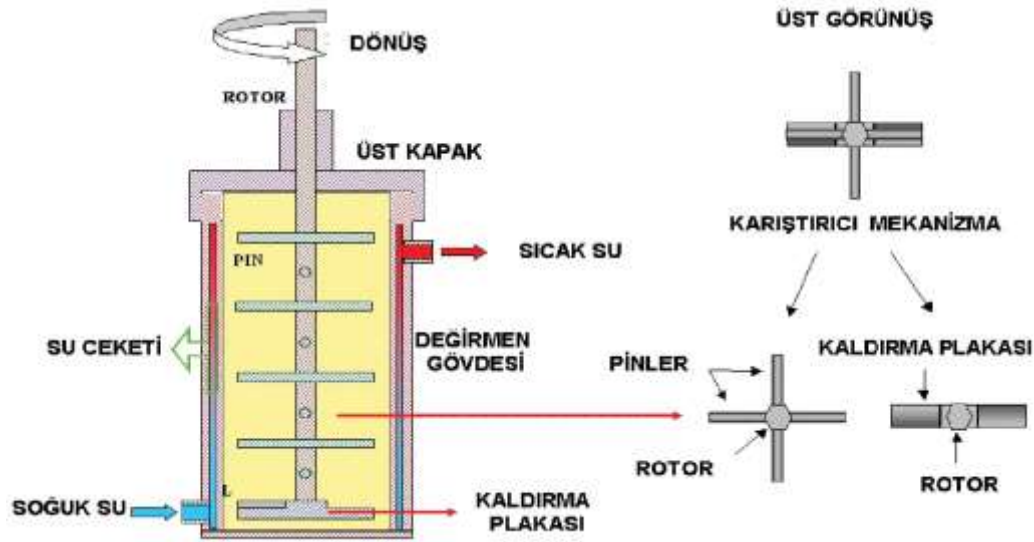 DÖNÜŞ
ROTOR
ÜST KAPAK
PIN
SICAK SU
SU CEKETİ
DEĞİRMEN
GÖVDESİ
L
SOĞUK SU
KALDIRMA
PLAKASI
ÜST GÖRÜNÜŞ
KARIŞTIRICI MEKANİZMA
PİNLER
KALDIRMA PLAKASI
ROTOR
ROTOR